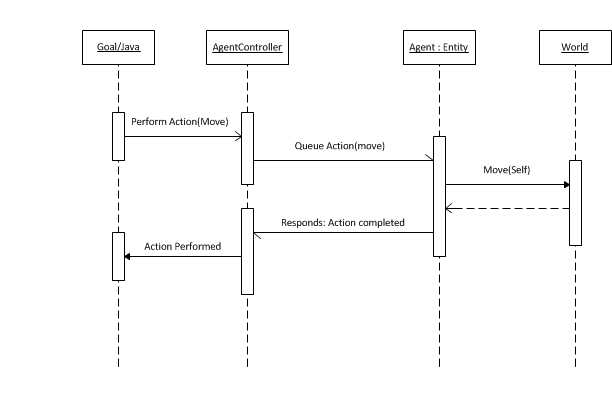 Goal/Java
AgentController
Agent : Entity
World
Perform Action(Move)
Queue Action(move)
Move(Self)
Responds: Action completed
Action Performed